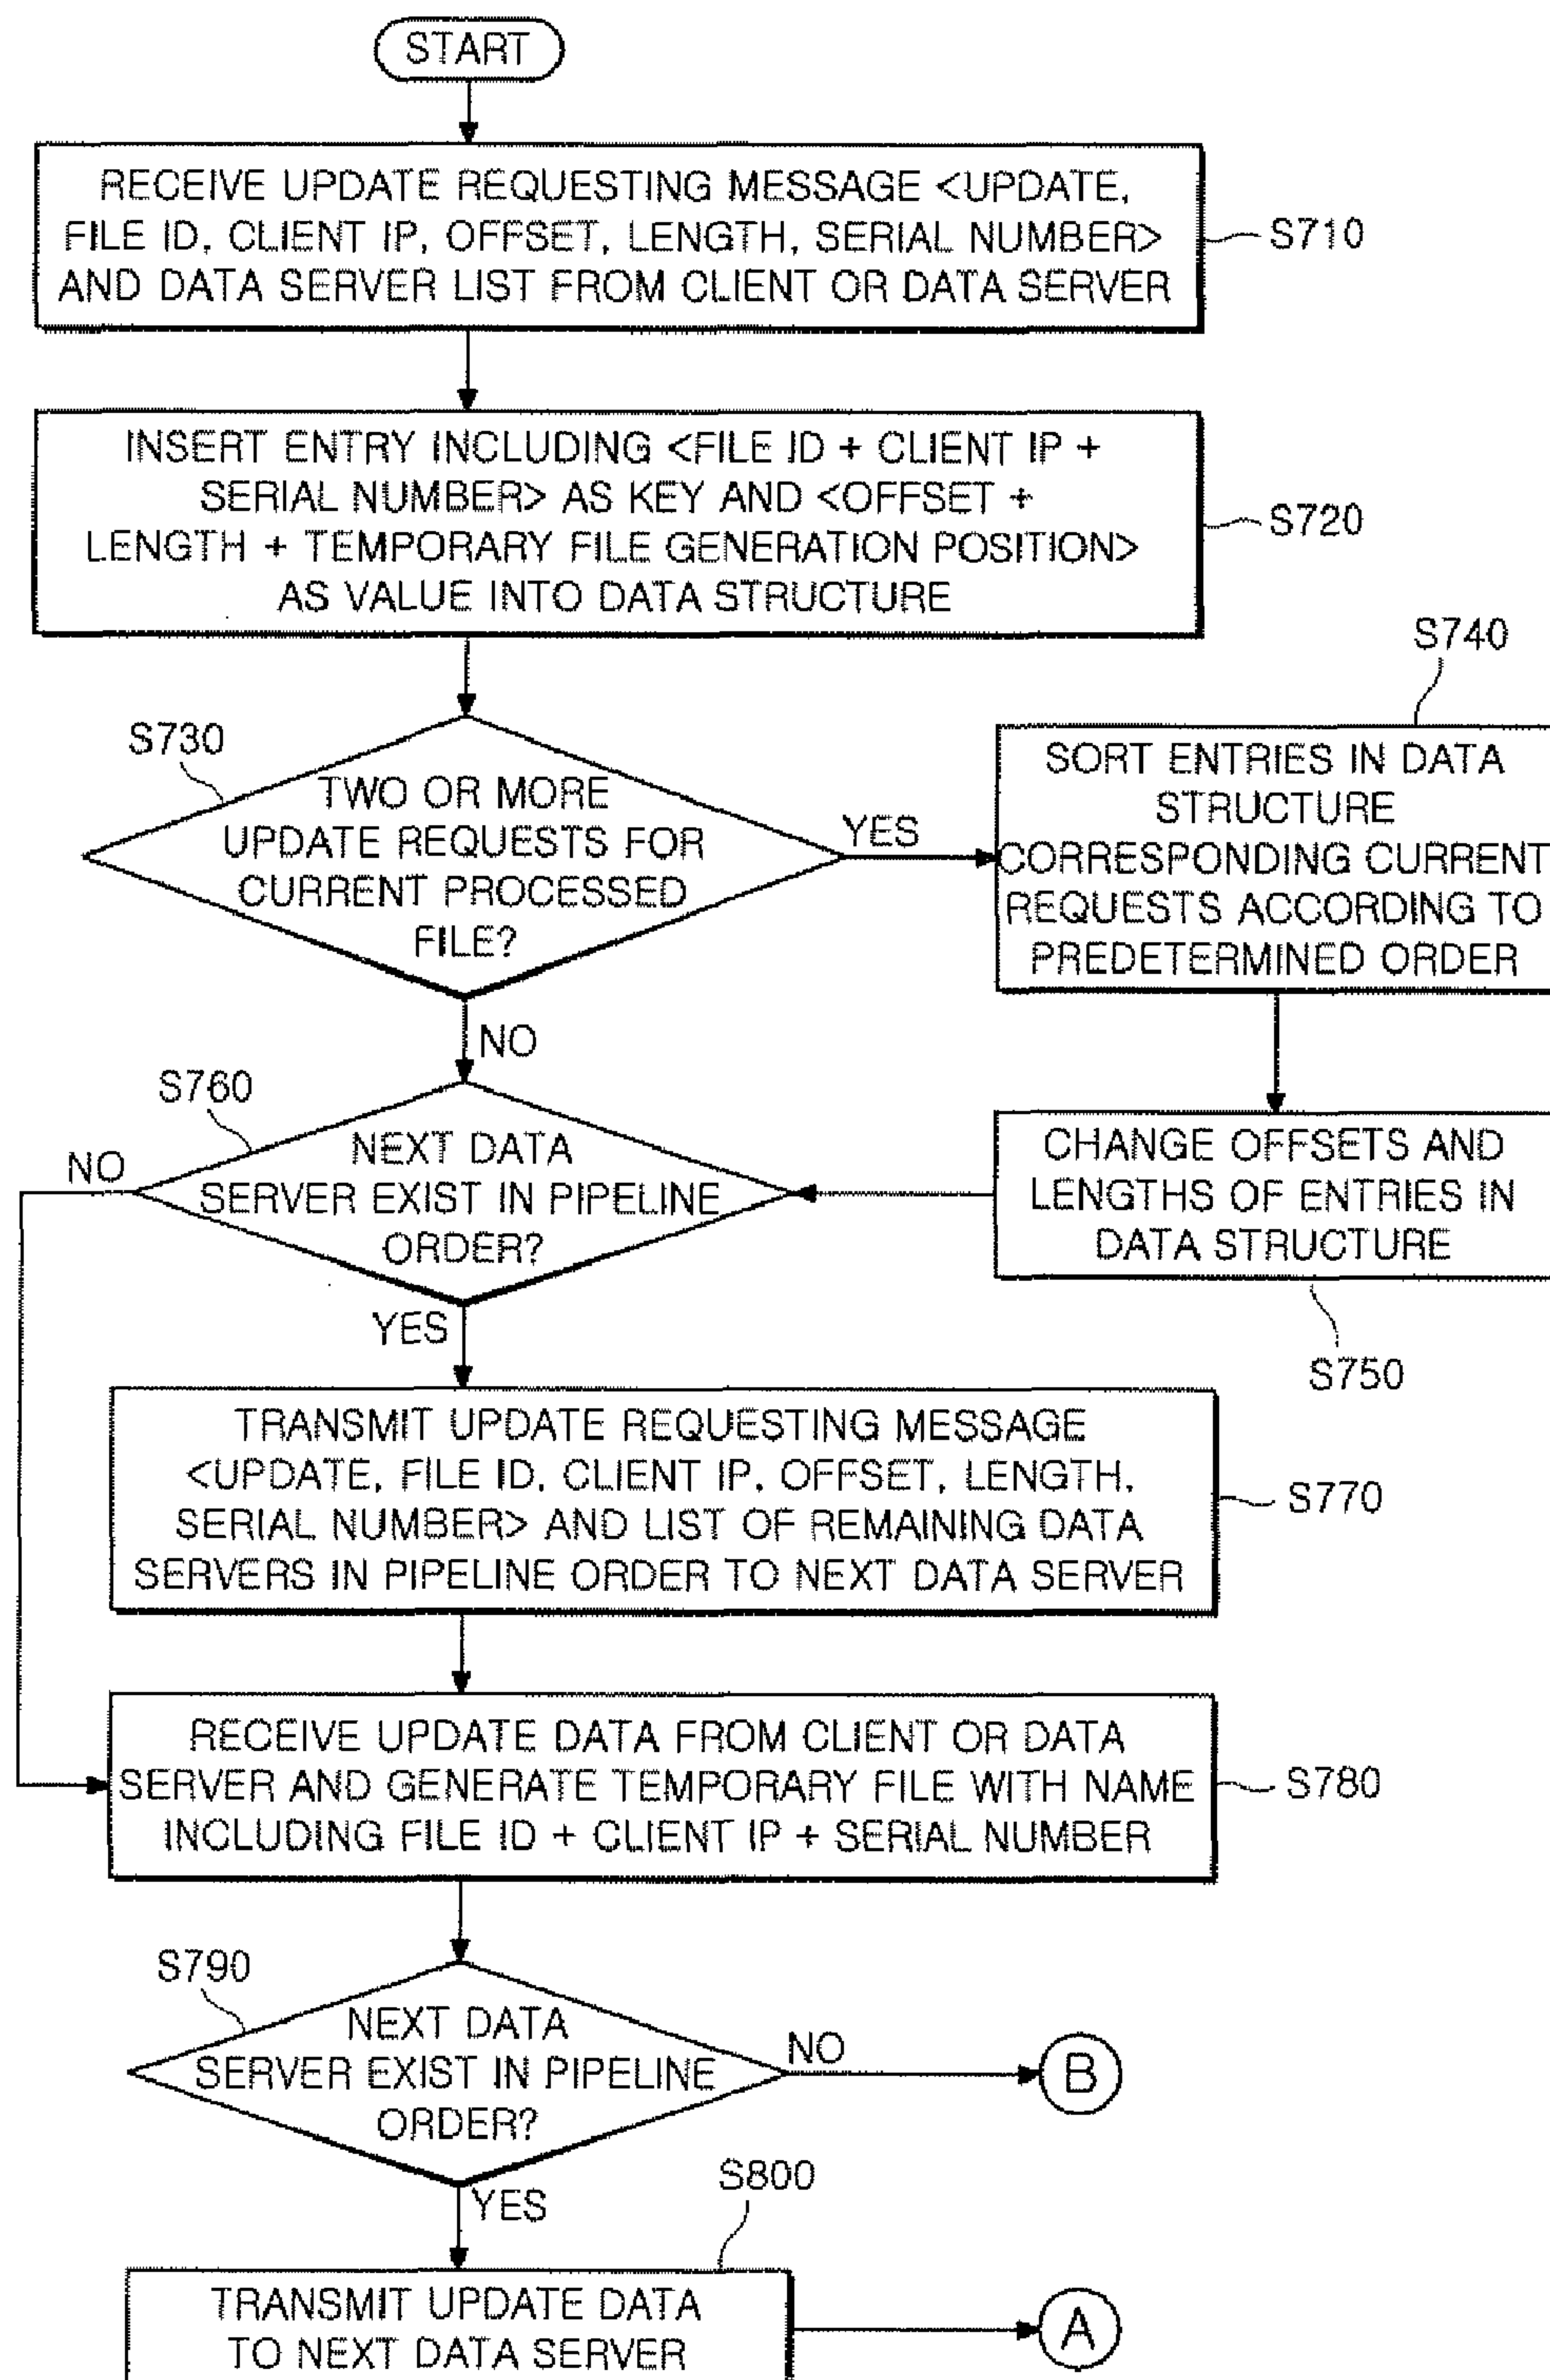 START
RECEIVE UPDATE REQUESTING MESSAGE <UPDATE,
FILE ID, CLIENT IP, OFFSET, LENGTH, SERIAL NUMBER>
AND DATA SERVER LIST FROM CLIENT OR DATA SERVER
S710
INSERT ENTRY INCLUDING <FILE ID + CLIENT IP +
SERIAL NUMBER> AS KEY AND <OFFSET +
LENGTH + TEMPORARY FILE GENERATION POSITION>
AS VALUE INTO DATA STRUCTURE
S720
S730
TWO OR MORE
UPDATE REQUESTS FOR
CURRENT PROCESSED
FILE?
YES
NO
S740
SORT ENTRIES IN DATA
STRUCTURE
CORRESPONDING CURRENT
REQUESTS ACCORDING TO
PREDETERMINED ORDER
CHANGE OFFSETS AND
LENGTHS OF ENTRIES IN
DATA STRUCTURE
S750
S760
NEXT DATA
SERVER EXIST IN PIPELINE
ORDER?
NO
YES
TRANSMIT UPDATE REQUESTING MESSAGE
<UPDATE, FILE ID, CLIENT IP, OFFSET, LENGTH,
SERIAL NUMBER> AND LIST OF REMAINING DATA
SERVERS IN PIPELINE ORDER TO NEXT DATA SERVER
S770
RECEIVE UPDATE DATA FROM CLIENT OR DATA
SERVER AND GENERATE TEMPORARY FILE WITH NAME
INCLUDING FILE ID + CLIENT IP + SERIAL NUMBER
S780
S790
NEXT DATA
SERVER EXIST IN PIPELINE
ORDER?
NO
B
YES
S800
TRANSMIT UPDATE DATA
TO NEXT DATA SERVER
A